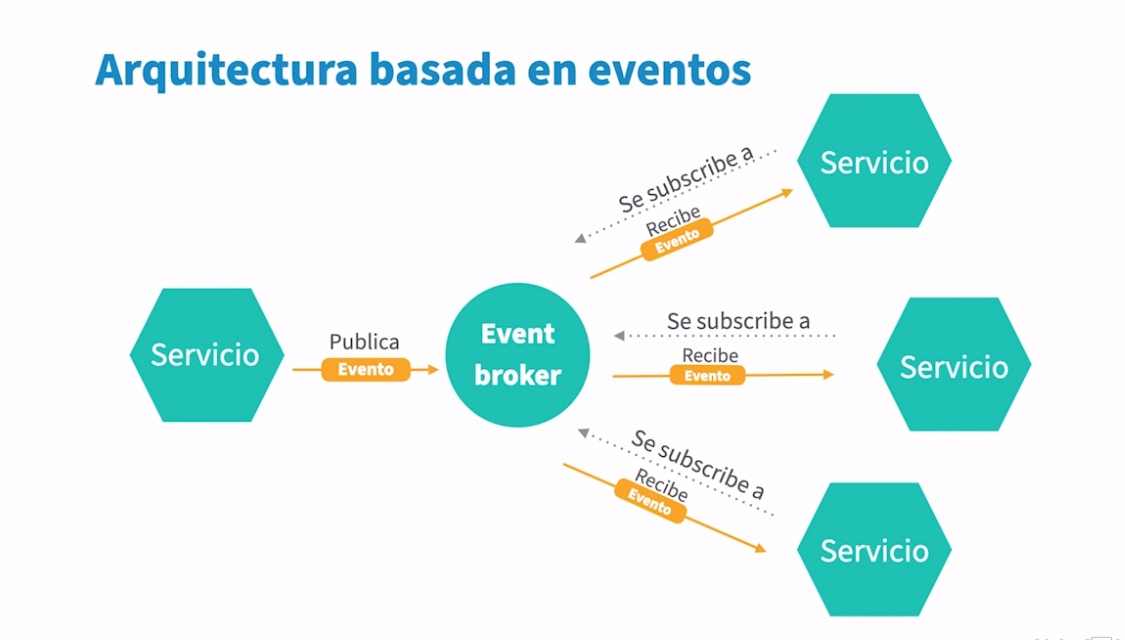 Arquitectura basada en eventos
Servicio
Se subscribe a
Recibe
Evento
Servicio
Publica
Evento
Event
broker
Se subscribe a
Recibe
Evento
Servicio
Se subscribe a
Recibe
Evento
Servicio